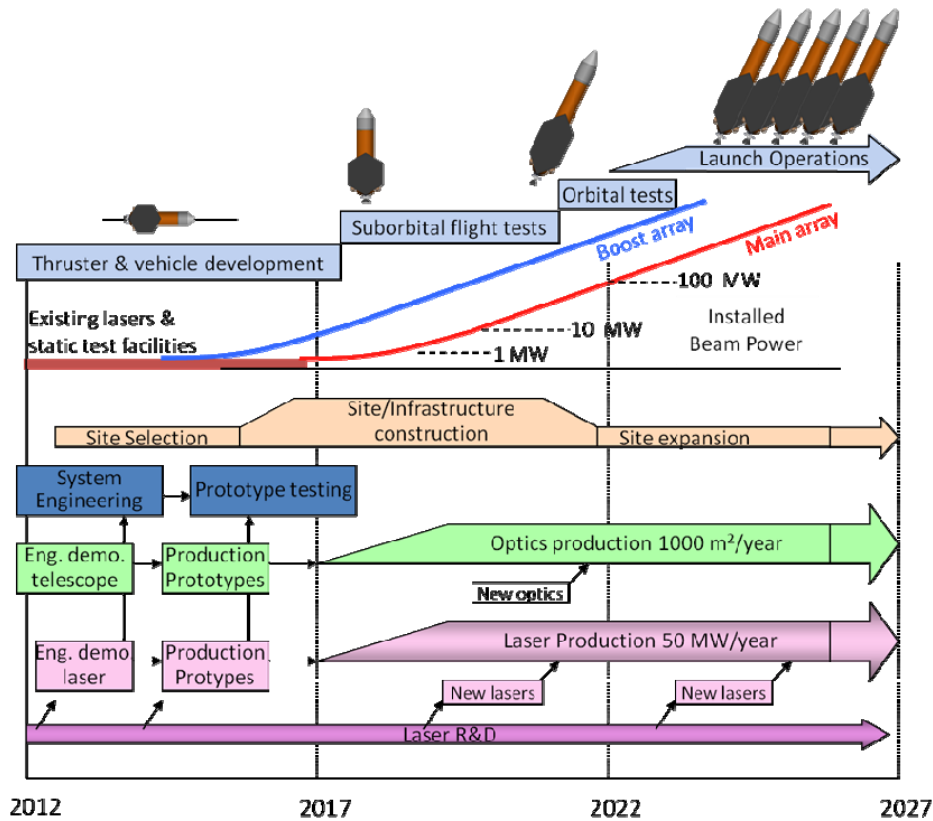 Launch Operations
Orbital tests
Suborbital flight tests
Boost array
Main array
Thruster & vehicle development
100 MW
Existing lasers &
static test facilities
10 MW
1 MW
Installed
Beam Power
Site/Infrastructure
construction
Site Selection
Site expansion
System
Engineering
Prototype testing
Eng. demo.
telescope
Production
Prototypes
Optics production 1000 m²/year
New optics
Eng. demo.
laser
Production
Protypes
Laser Production 50 MW/year
New lasers
New lasers
Laser R&D
2012
2017
2022
2027